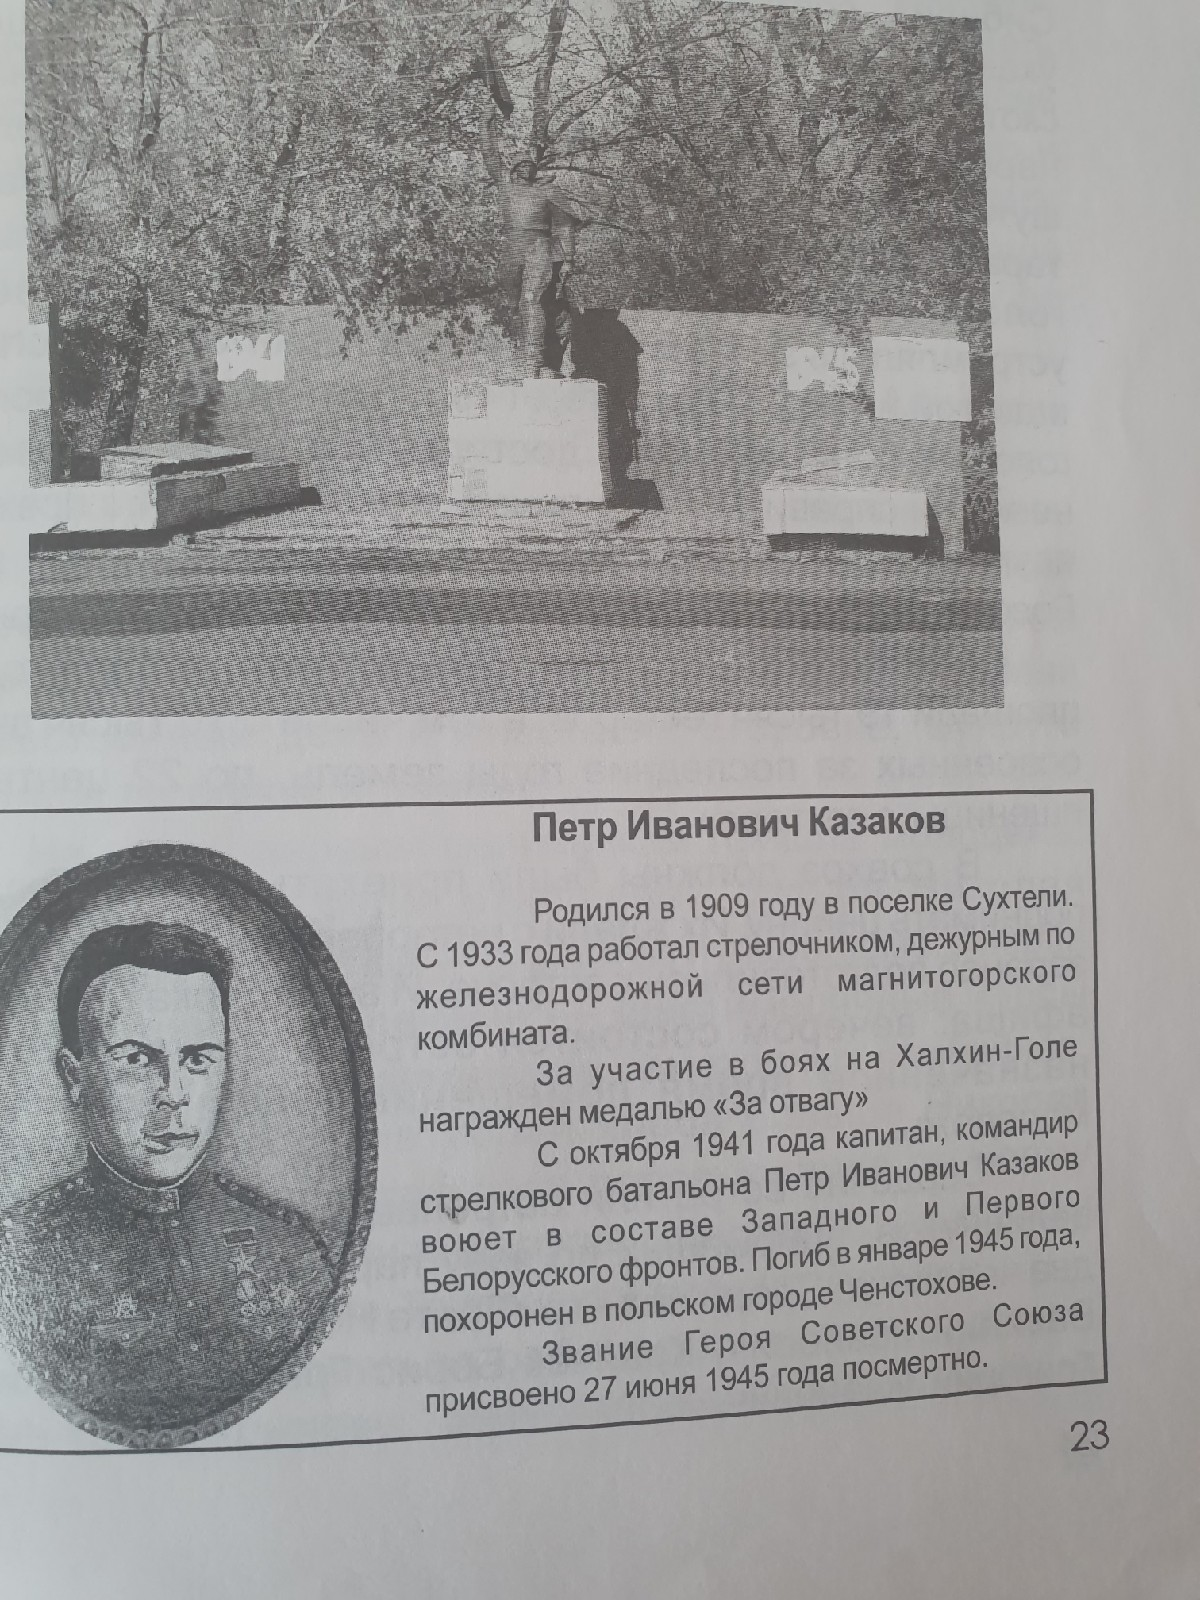 1941
1945
Петр Иванович Казаков
Родился в 1909 году в поселке Сухтели.
С 1933 года работал стрелочником, дежурным по
железнодорожной сети магнитогорского
комбината.
За участие в боях на Халхин-Голе
награжден медалью «За отвагу»
С октября 1941 года капитан, командир
стрелкового батальона Петр Иванович Казаков
воюет в составе Западного и Первого
Белорусского фронтов. Погиб в январе 1945 года,
похоронен в польском городе Ченстохове.
Звание Героя Советского Союза
присвоено 27 июня 1945 года посмертно.
23